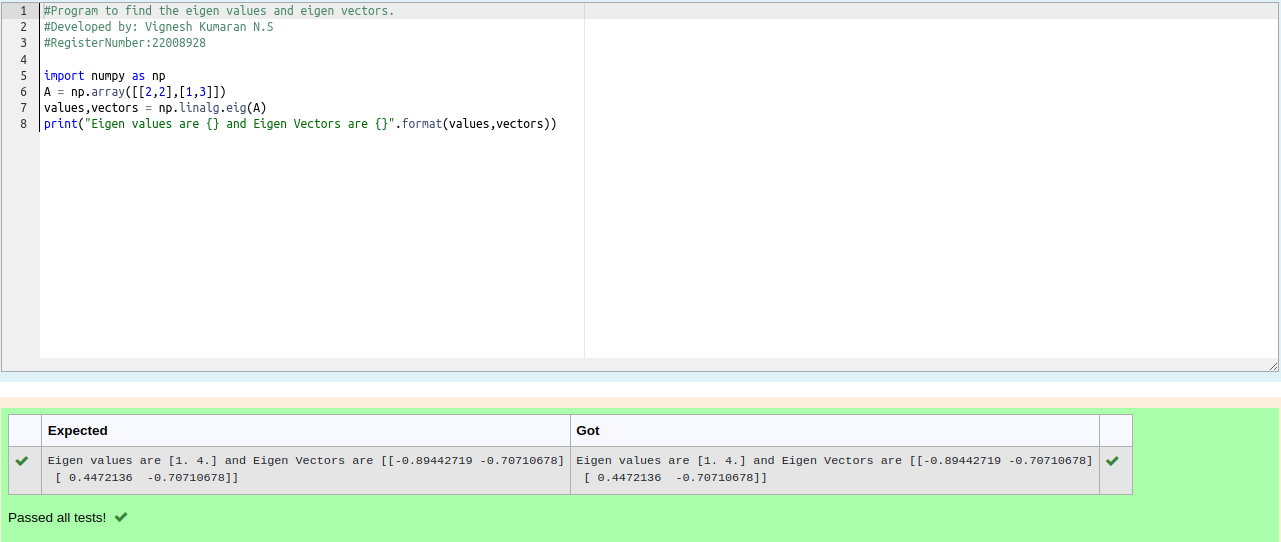 1 #Program to find the eigen values and eigen vectors.
2 #Developed by: Vignesh Kumaran N.S
3 #RegisterNumber:22008928
4
5 import numpy as np
6 A = np.array([[2,2],[1,3]])
7 values,vectors = np.linalg.eig(A)
8 print("Eigen values are {} and Eigen Vectors are {}".format(values,vectors))
Expected Got
Eigen values are [1. 4.] and Eigen Vectors are [[-0.89442719 -0.70710678] Eigen values are [1. 4.] and Eigen Vectors are [[-0.89442719 -0.70710678]
[ 0.4472136  -0.70710678]] [ 0.4472136  -0.70710678]]
Passed all tests!